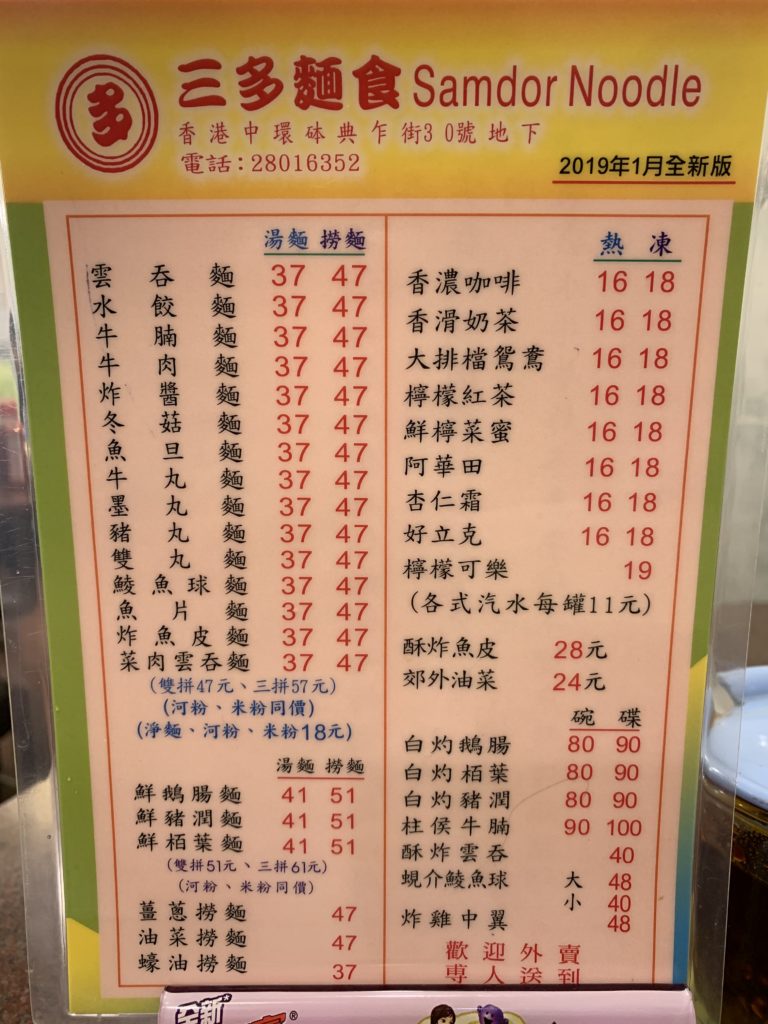 多
三多麵食 Samdor Noodle
香港中環砵典乍街30號地下
電話：28016352
2019年1月全新版
湯麵 撈麵
雲吞麵 37 47
水餃麵 37 47
牛腩麵 37 47
牛肉麵 37 47
炸醬麵 37 47
冬菇麵 37 47
魚旦麵 37 47
牛丸麵 37 47
墨丸麵 37 47
豬丸麵 37 47
雙丸麵 37 47
鯪魚球麵 37 47
魚片麵 37 47
炸魚皮麵 37 47
菜肉雲吞麵 37 47
(雙拼47元、三拼57元)
(河粉、米粉同價)
(淨麵、河粉、米粉18元)
湯麵 撈麵
鮮鵝腸麵 41 51
鮮豬潤麵 41 51
鮮栢葉麵 41 51
(雙拼51元、三拼61元)
(河粉、米粉同價)
薑蔥撈麵 47
油菜撈麵 47
蠔油撈麵 37
熱 凍
香濃咖啡 16 18
香滑奶茶 16 18
大排檔鴛鴦 16 18
檸檬紅茶 16 18
鮮檸菜蜜 16 18
阿華田 16 18
杏仁霜 16 18
好立克 16 18
檸檬可樂 19
(各式汽水每罐11元)
酥炸魚皮 28元
郊外油菜 24元
碗 碟
白灼鵝腸 80 90
白灼栢葉 80 90
白灼豬潤 80 90
柱侯牛腩 90 100
酥炸雲吞 40
蜆介鯪魚球 大 48
小 40
炸雞中翼 48
歡迎外賣
專人送到
全新
®